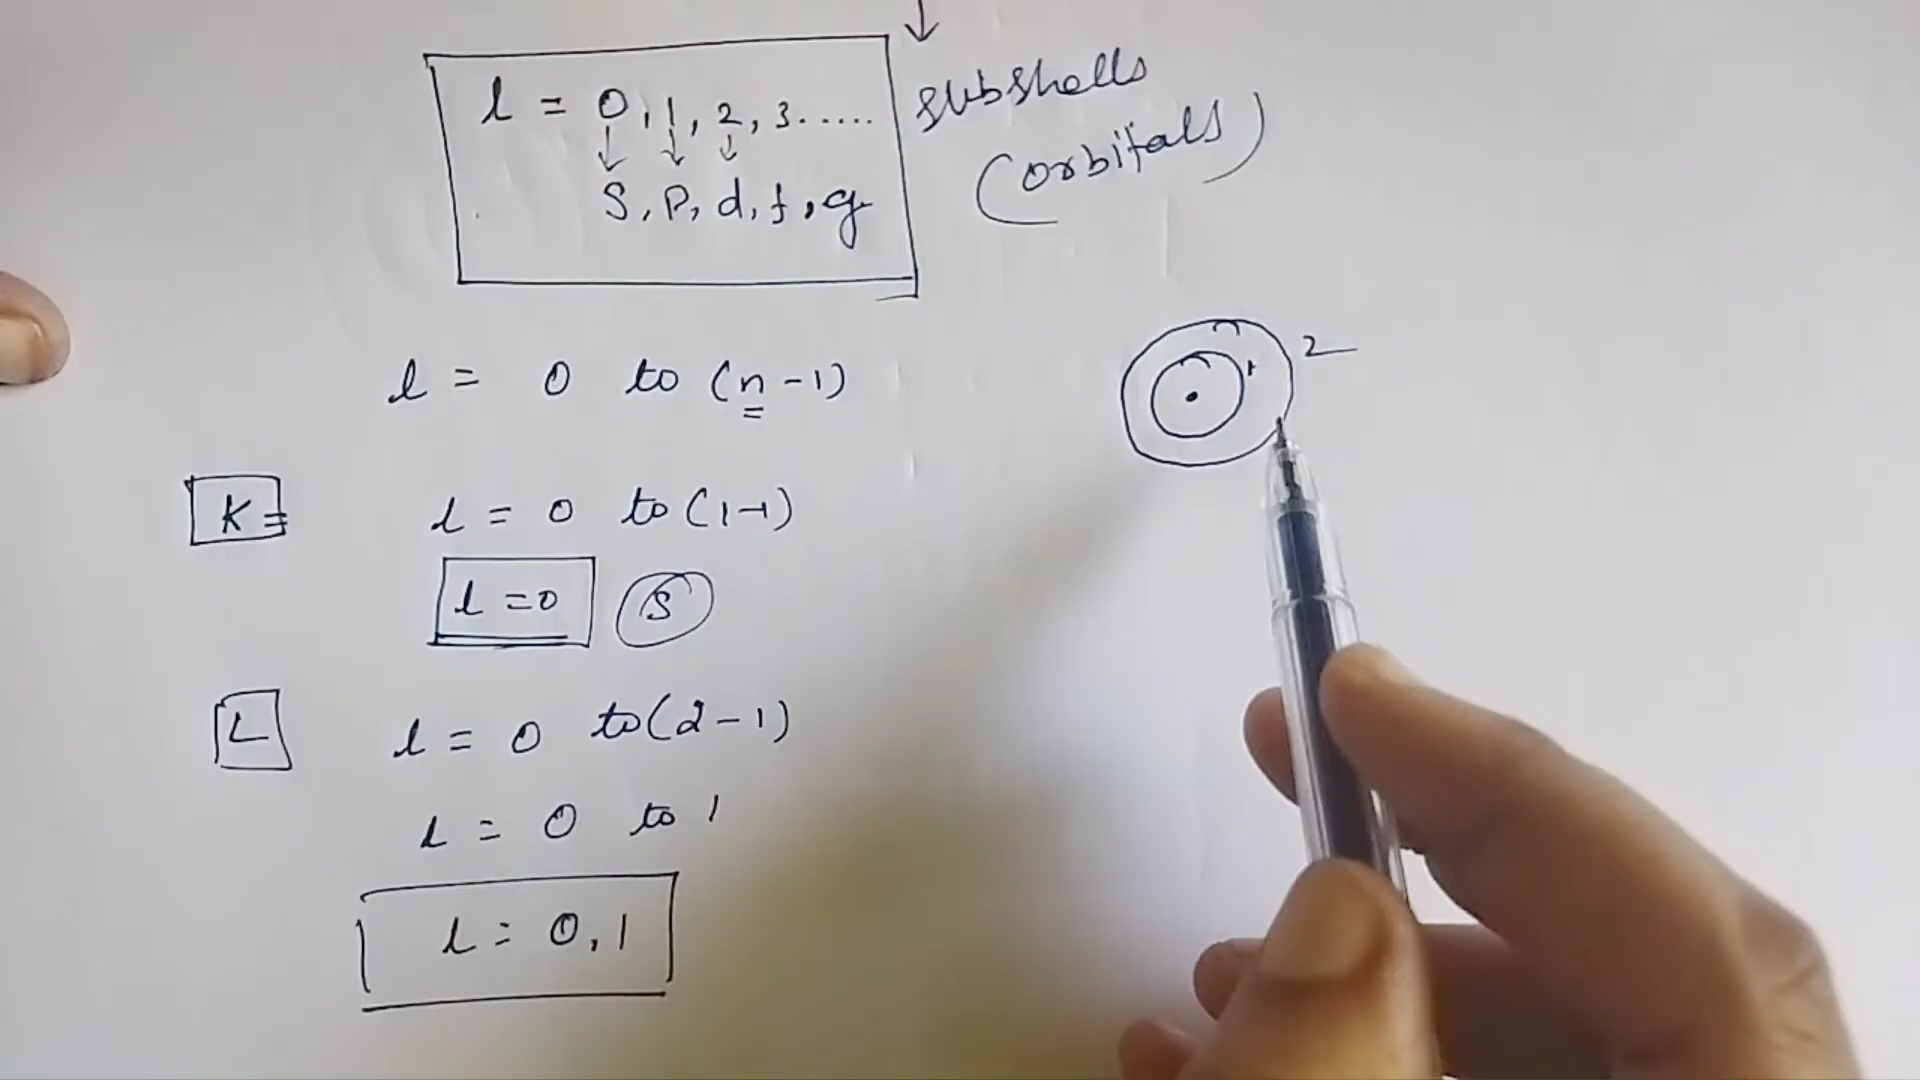 l = 0, 1, 2, 3.....
↓ ↓ ↓
S, P, d, f, g
subshells
(orbitals)
l = 0 to (n-1)
2
1
K=
l = 0 to (1-1)
l = 0
S
L
l = 0 to (2-1)
l = 0 to 1
l = 0, 1